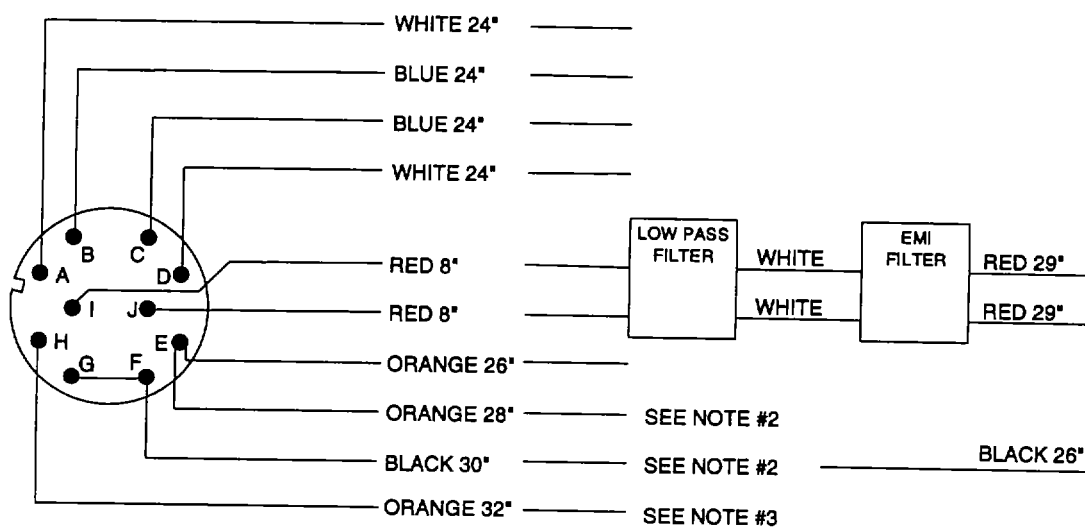 WHITE 24"
BLUE 24"
BLUE 24"
WHITE 24"
B C
A D
I J
H E
G F
RED 8"
RED 8"
LOW PASS
FILTER
WHITE
WHITE
EMI
FILTER
RED 29"
RED 29"
ORANGE 26"
ORANGE 28" SEE NOTE #2
BLACK 30" SEE NOTE #2 BLACK 26"
ORANGE 32" SEE NOTE #3